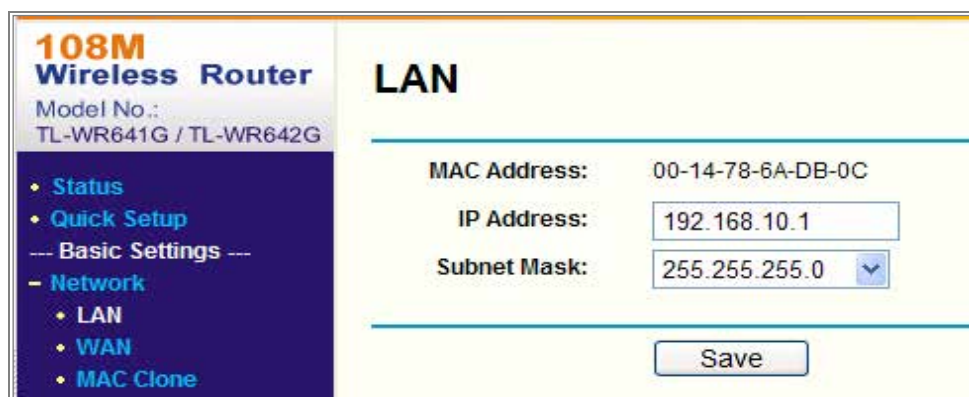 108M
Wireless Router
Model No.:
TL-WR641G / TL-WR642G
• Status
• Quick Setup
--- Basic Settings ---
– Network
• LAN
• WAN
• MAC Clone
LAN
MAC Address: 00-14-78-6A-DB-0C
IP Address: 192.168.10.1
Subnet Mask: 255.255.255.0
Save